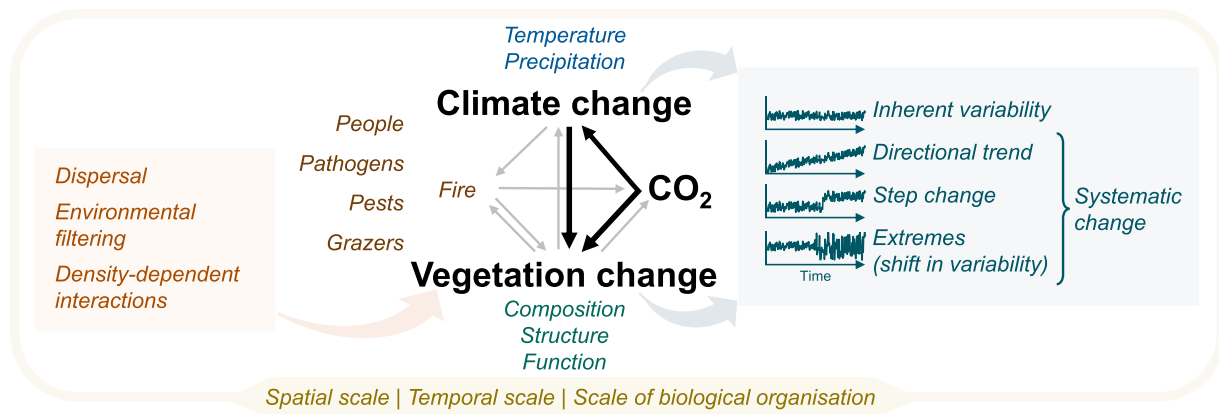 Temperature
Precipitation
Climate change
People
Pathogens
Pests
Grazers
Fire
CO₂
Vegetation change
Composition
Structure
Function
Dispersal
Environmental
filtering
Density-dependent
interactions
Inherent variability
Directional trend
Step change
Extremes
(shift in variability)
Time
Systematic
change
Spatial scale | Temporal scale | Scale of biological organisation